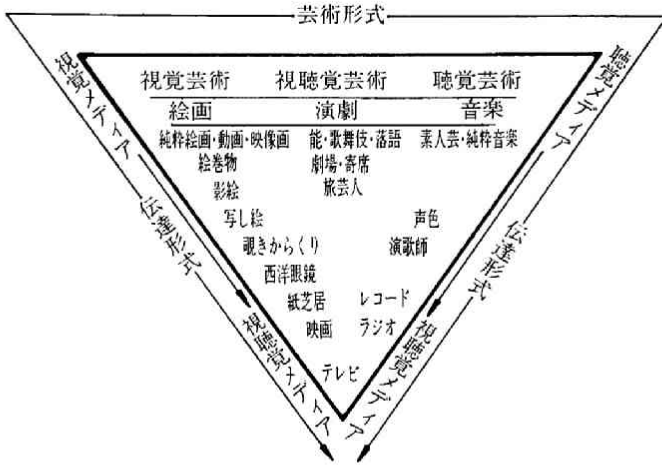 芸術形式
視覚メディア
聴覚メディア
視覚芸術 視聴覚芸術 聴覚芸術
絵画 演劇 音楽
純粋絵画・動画・映像画 能・歌舞伎・落語 素人芸・純粋音楽
絵巻物 劇場・寄席
影絵 旅芸人
写し絵 声色
覗きからくり 演歌師
西洋眼鏡
紙芝居 レコード
映画 ラジオ
テレビ
伝達形式
伝達形式
視聴覚メディア
視聴覚メディア